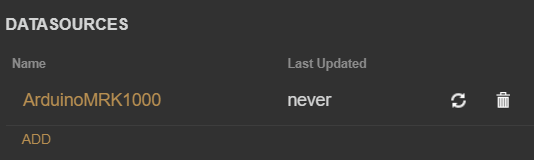 DATASOURCES
Name Last Updated
ArduinoMRK1000 never
ADD